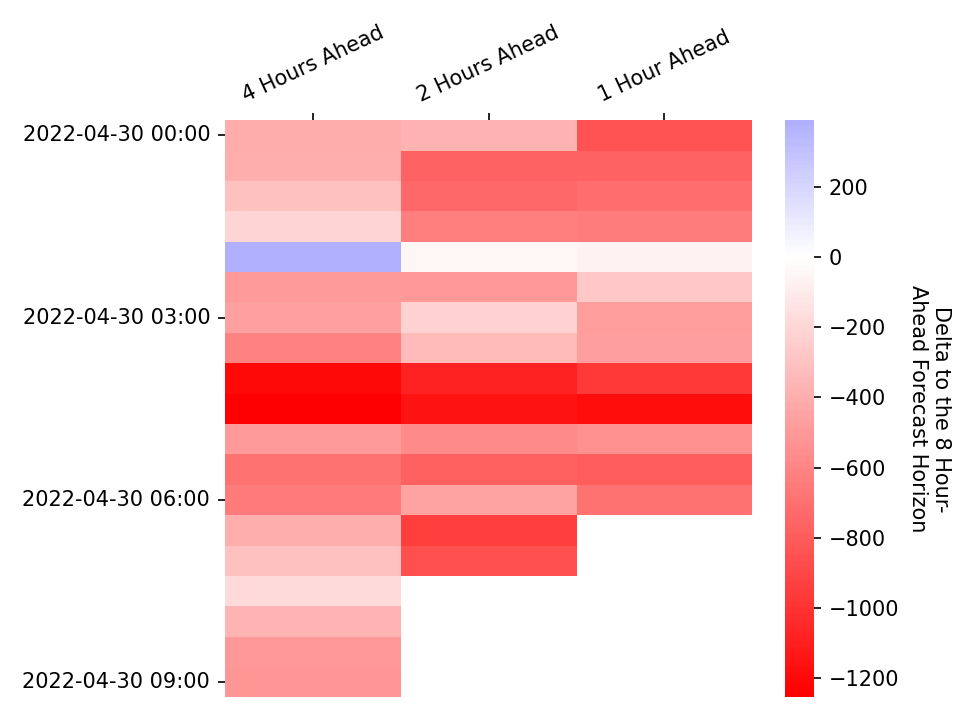 4 Hours Ahead
2 Hours Ahead
1 Hour Ahead
2022-04-30 00:00
2022-04-30 03:00
2022-04-30 06:00
2022-04-30 09:00
200
0
−200
−400
−600
−800
−1000
−1200
Delta to the 8 Hour-
Ahead Forecast Horizon